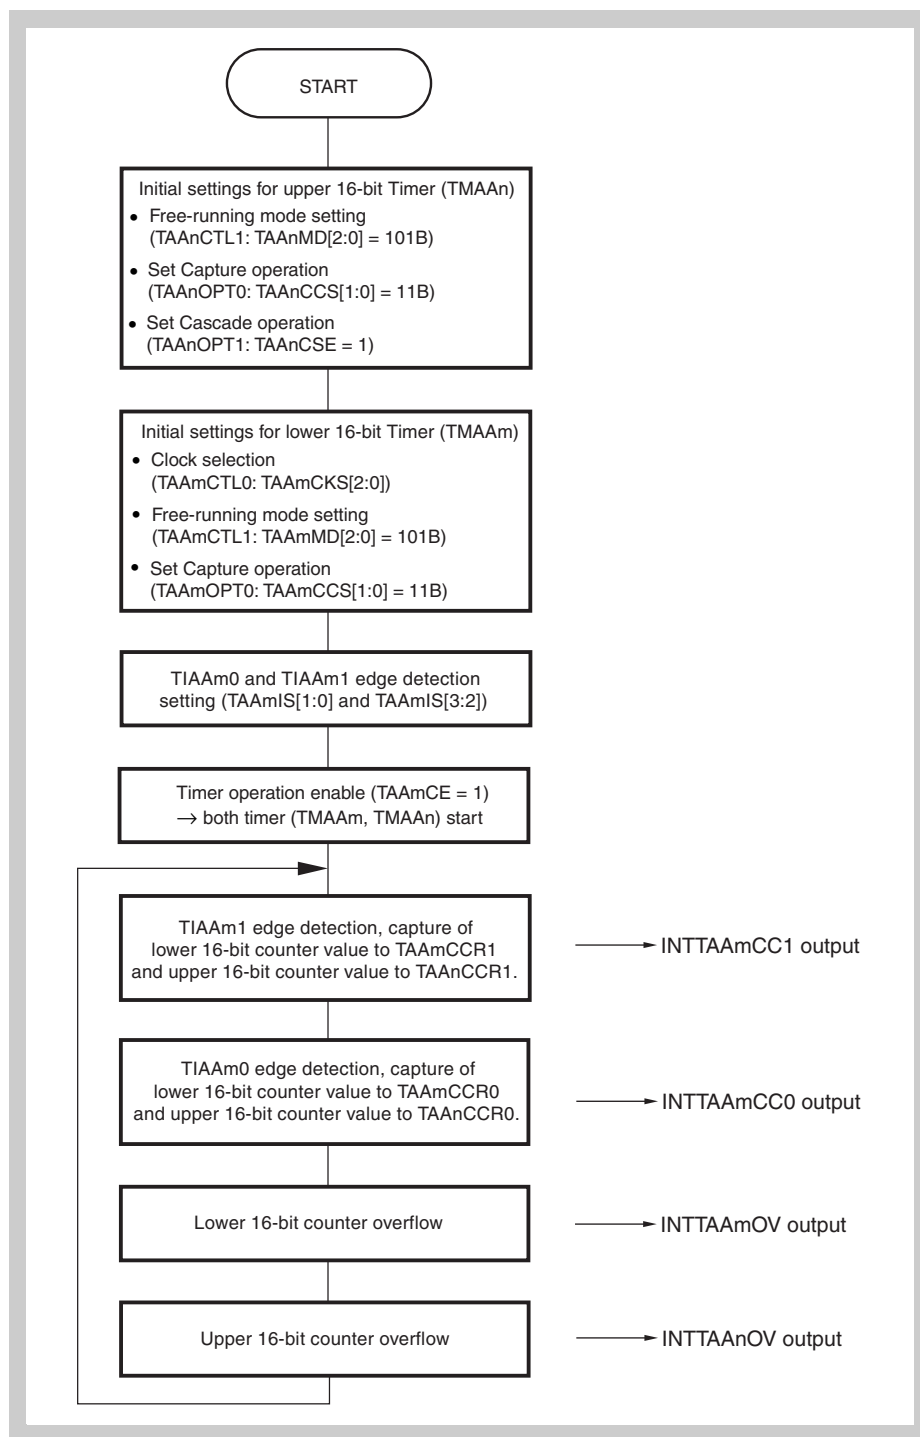 START
Initial settings for upper 16-bit Timer (TMAAn)
• Free-running mode setting
(TAAnCTL1: TAAnMD[2:0] = 101B)
• Set Capture operation
(TAAnOPT0: TAAnCCS[1:0] = 11B)
• Set Cascade operation
(TAAnOPT1: TAAnCSE = 1)
Initial settings for lower 16-bit Timer (TMAAm)
• Clock selection
(TAAmCTL0: TAAmCKS[2:0])
• Free-running mode setting
(TAAmCTL1: TAAmMD[2:0] = 101B)
• Set Capture operation
(TAAmOPT0: TAAmCCS[1:0] = 11B)
TIAAm0 and TIAAm1 edge detection
setting (TAAmIS[1:0] and TAAmIS[3:2])
Timer operation enable (TAAmCE = 1)
→ both timer (TMAAm, TMAAn) start
TIAAm1 edge detection, capture of
lower 16-bit counter value to TAAmCCR1
and upper 16-bit counter value to TAAnCCR1.
INTTAAmCC1 output
TIAAm0 edge detection, capture of
lower 16-bit counter value to TAAmCCR0
and upper 16-bit counter value to TAAnCCR0.
INTTAAmCC0 output
Lower 16-bit counter overflow
INTTAAmOV output
Upper 16-bit counter overflow
INTTAAnOV output